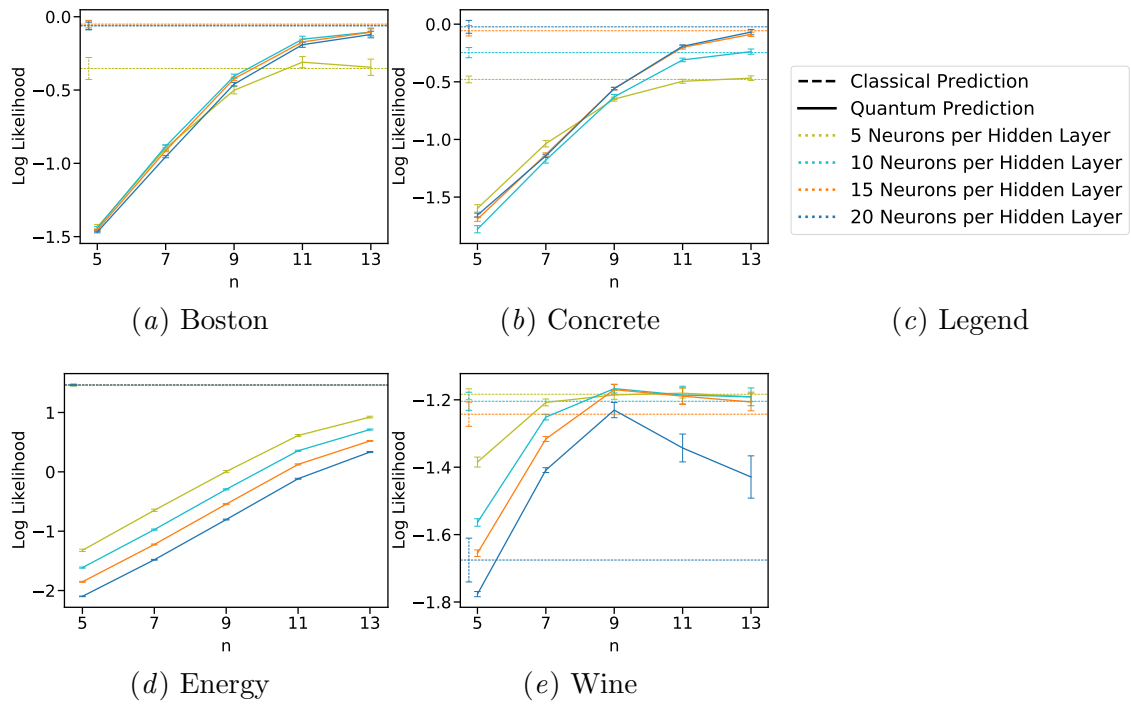 0.0
−0.5
−1.0
−1.5
Log Likelihood
5 7 9 11 13
n
(a) Boston
0.0
−0.5
−1.0
−1.5
Log Likelihood
5 7 9 11 13
n
(b) Concrete
Classical Prediction
Quantum Prediction
5 Neurons per Hidden Layer
10 Neurons per Hidden Layer
15 Neurons per Hidden Layer
20 Neurons per Hidden Layer
(c) Legend
1
0
−1
−2
Log Likelihood
5 7 9 11 13
n
(d) Energy
−1.2
−1.4
−1.6
−1.8
Log Likelihood
5 7 9 11 13
n
(e) Wine